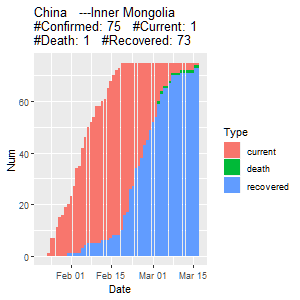 China   ---Inner Mongolia
#Confirmed: 75   #Current: 1
#Death: 1   #Recovered: 73
Num
60
40
20
0
Feb 01
Feb 15
Mar 01
Mar 15
Date
Type
current
death
recovered